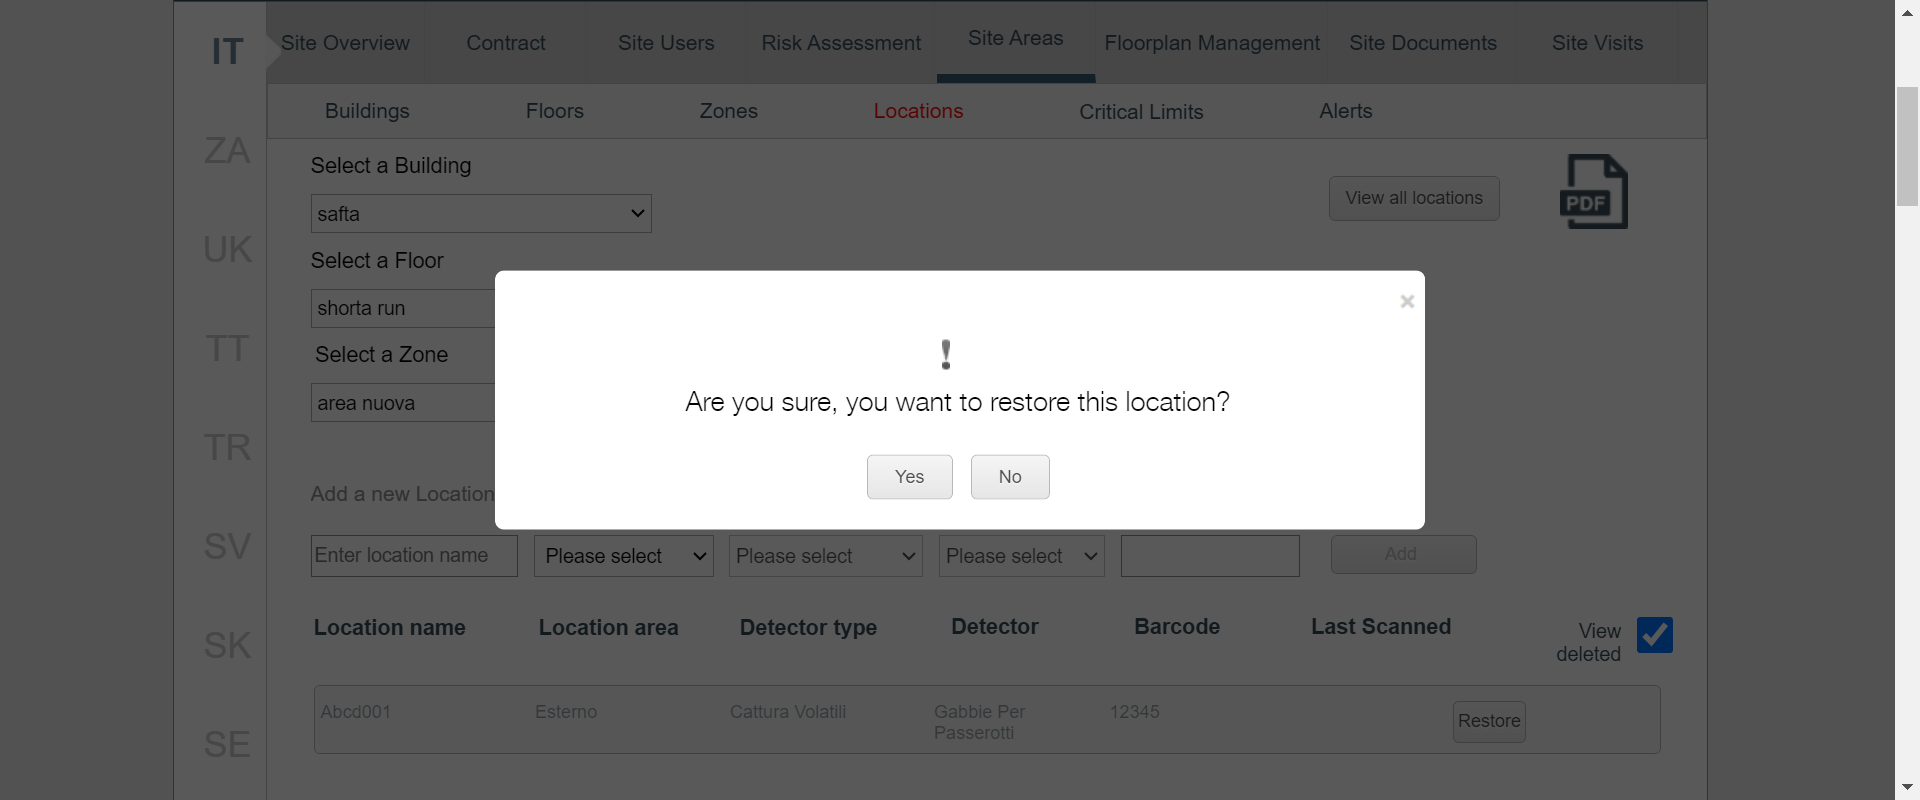 IT
Site Overview
Contract
Site Users
Risk Assessment
Site Areas
Floorplan Management
Site Documents
Site Visits
Buildings
Floors
Zones
Locations
Critical Limits
Alerts
ZA
UK
TT
TR
SV
SK
SE
Select a Building
safta
View all locations
PDF
Select a Floor
shorta run
Select a Zone
area nuova
Are you sure, you want to restore this location?
Yes
No
Add a new Location
Enter location name
Please select
Please select
Please select
Add
Location name
Location area
Detector type
Detector
Barcode
Last Scanned
View
deleted
Abcd001
Esterno
Cattura Volatili
Gabbie Per
Passerotti
12345
Restore